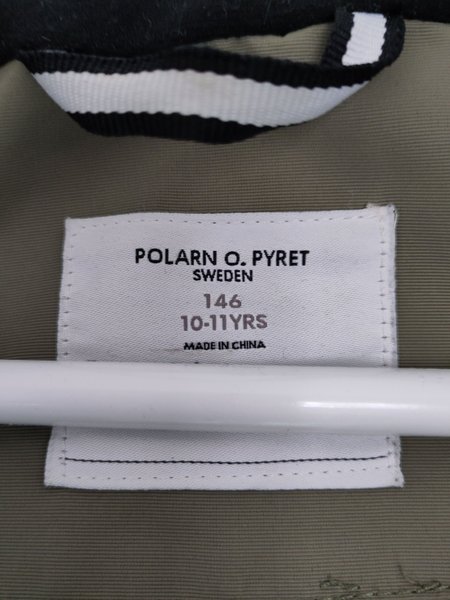 POLARN O. PYRET
SWEDEN
146
10-11YRS
MADE IN CHINA